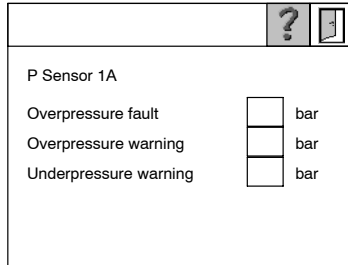 ?
P Sensor 1A
Overpressure fault bar
Overpressure warning bar
Underpressure warning bar